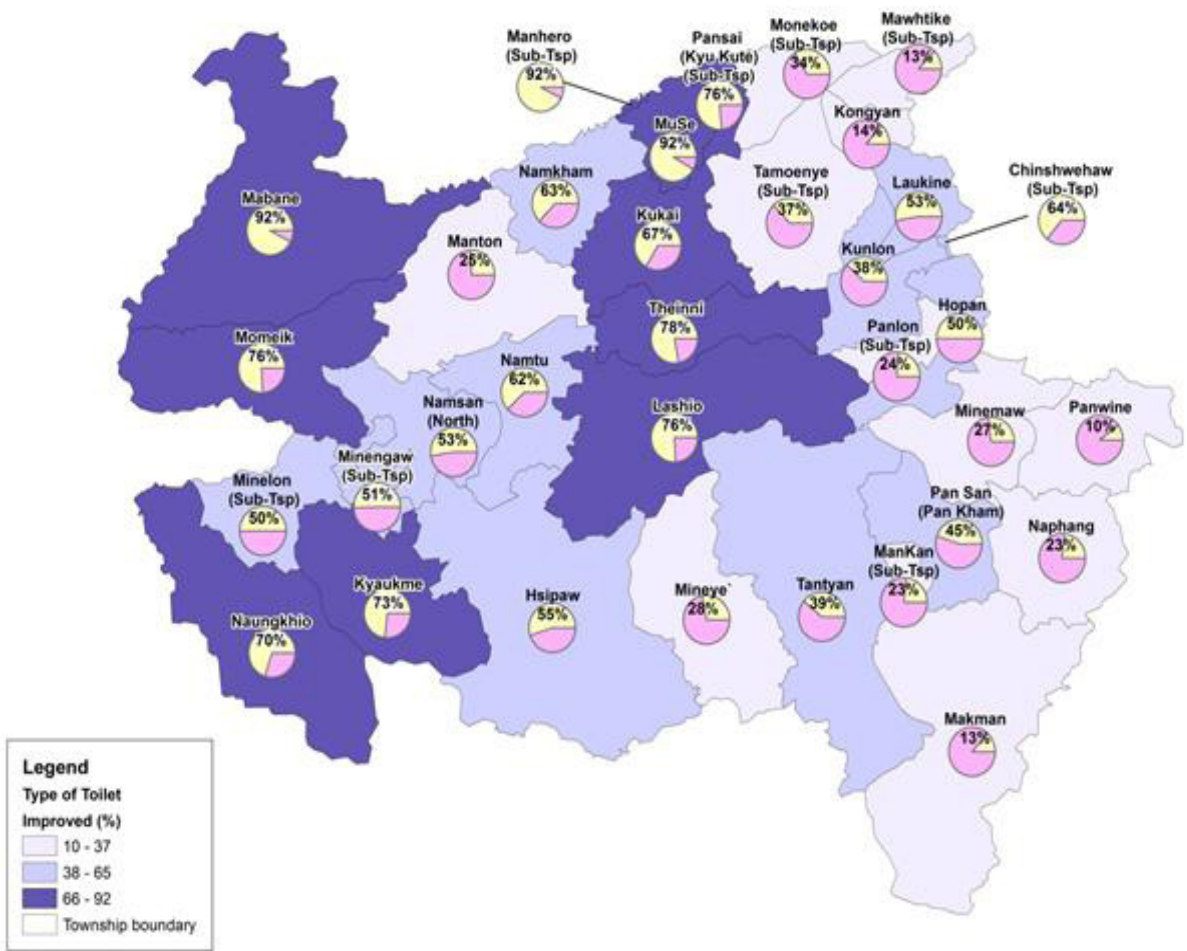 Manhero
(Sub-Tsp)
92%
Pansai
(Kyu Kute)
(Sub-Tsp)
76%
Monekoe
(Sub-Tsp)
34%
Mawhtike
(Sub-Tsp)
13%
Kongyan
14%
MuSe
92%
Namkham
63%
Tamoenye
(Sub-Tsp)
37%
Laukine
53%
Chinshwehaw
(Sub-Tsp)
64%
Mabane
92%
Manton
25%
Kukai
67%
Kunlon
38%
Hopan
50%
Theinni
78%
Panlon
(Sub-Tsp)
24%
Momeik
76%
Namtu
62%
Namsan
(North)
53%
Lashio
76%
Minemaw
27%
Panwine
10%
Minelon
(Sub-Tsp)
50%
Minengaw
(Sub-Tsp)
51%
Pan San
(Pan Kham)
45%
Naphang
23%
ManKan
(Sub-Tsp)
23%
Kyaukme
73%
Hsipaw
55%
Mineye`
28%
Tantyan
39%
Naungkhio
70%
Makman
13%
Legend
Type of Toilet
Improved (%)
10 - 37
38 - 65
66 - 92
Township boundary